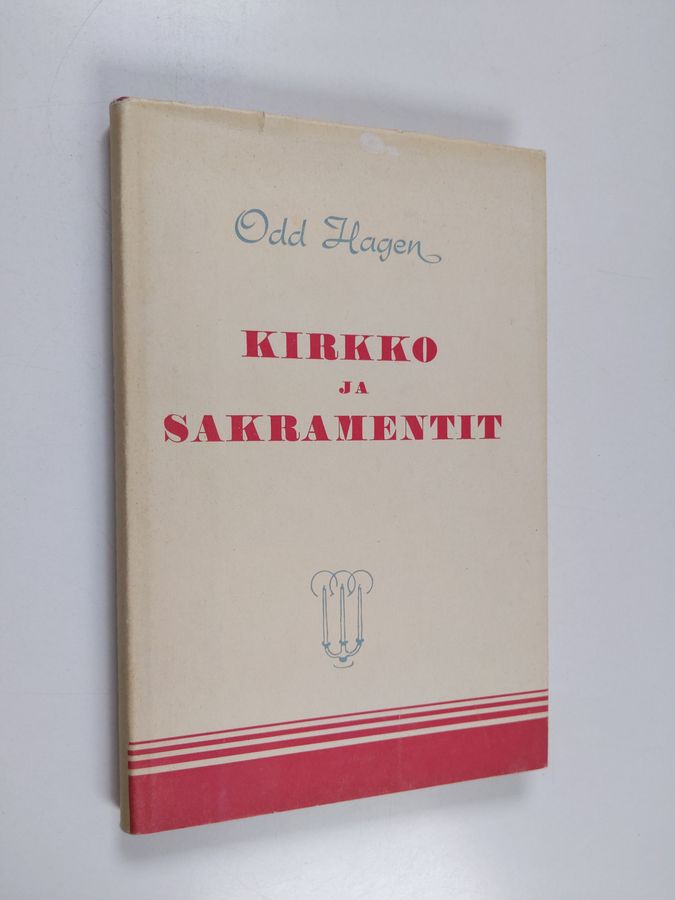 Odd Hagen
KIRKKO
JA
SAKRAMENTIT